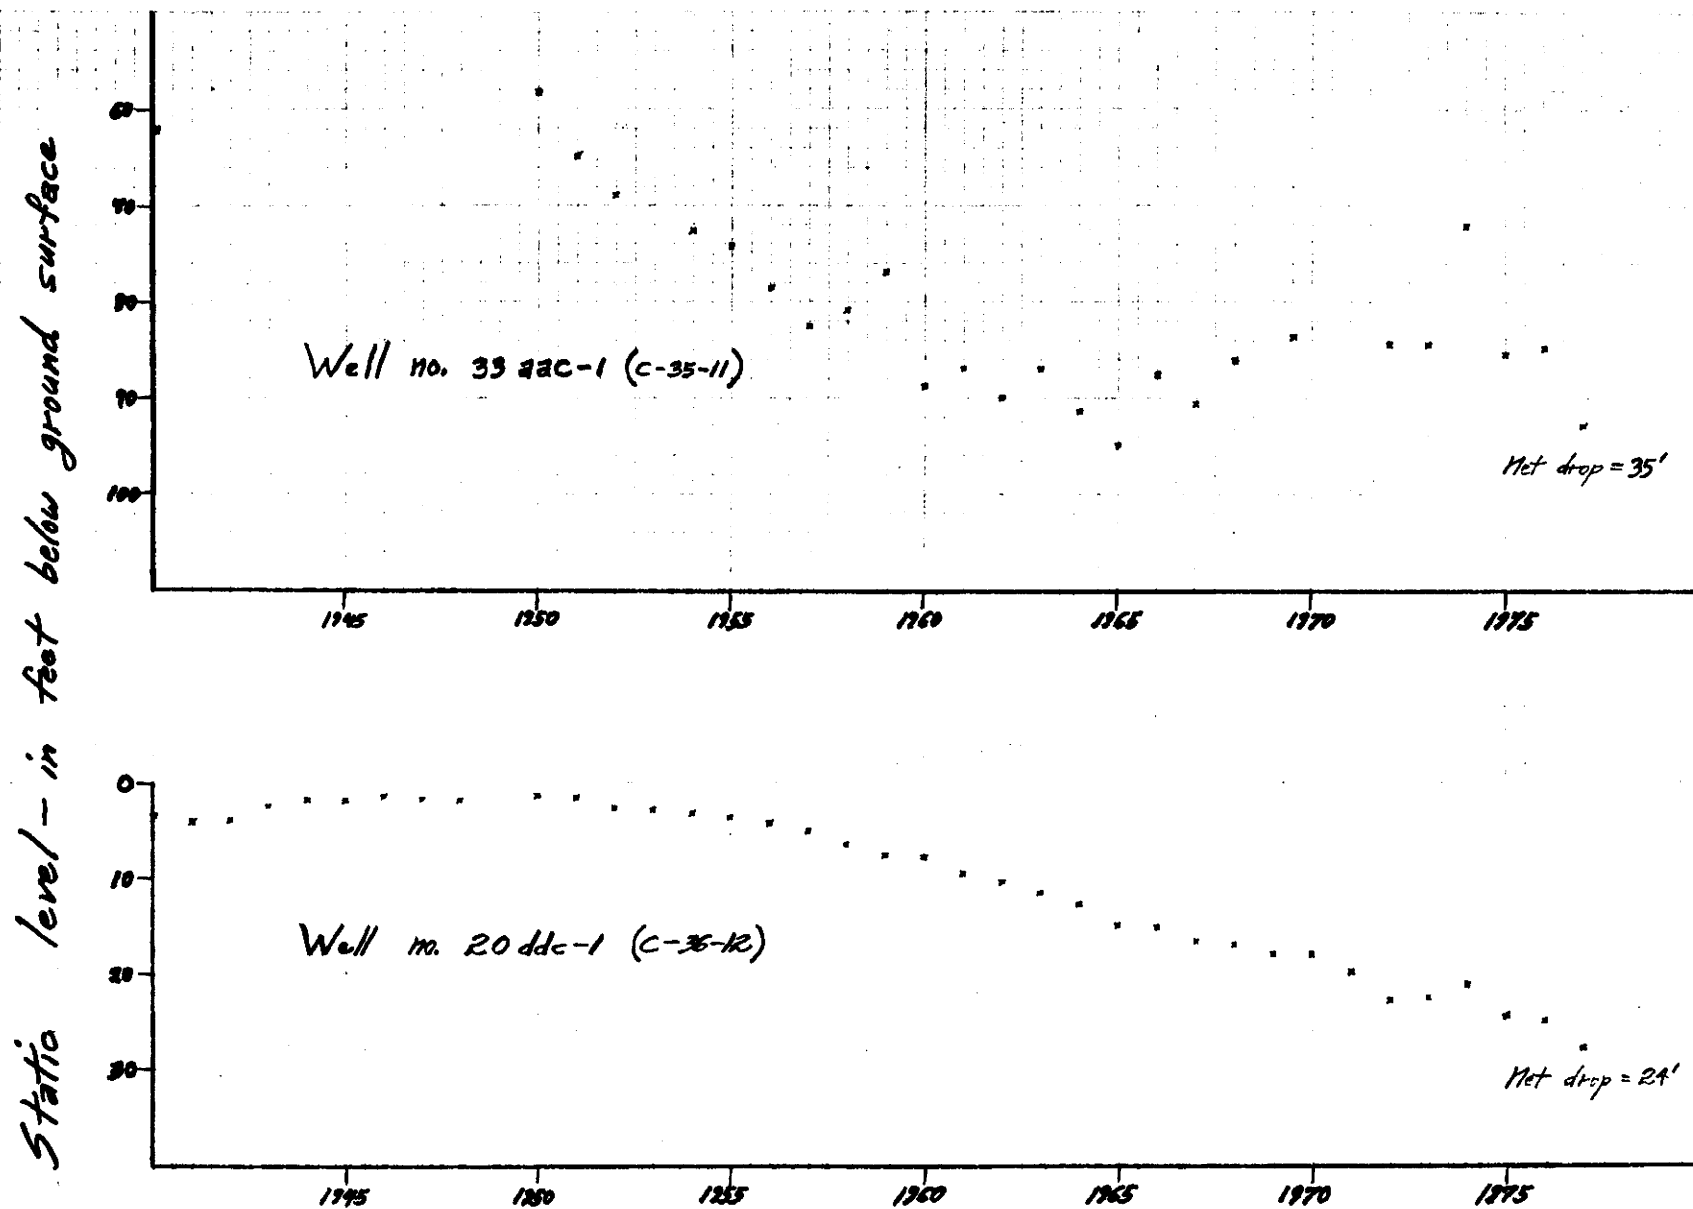 Static level - in feet below ground surface
60
70
80
90
100
Well no. 33 aac-1 (C-35-11)
Net drop = 35'
1945 1950 1955 1960 1965 1970 1975
0
10
20
30
Well no. 20 ddc-1 (C-36-12)
Net drop = 24'
1945 1950 1955 1960 1965 1970 1975